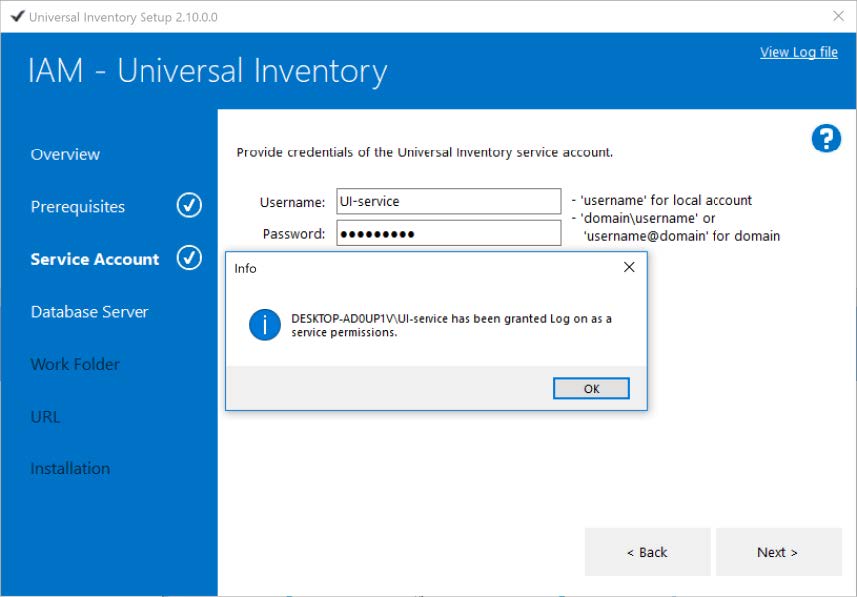 Universal Inventory Setup 2.10.0.0
View Log file
IAM - Universal Inventory
Overview
Prerequisites
Service Account
Database Server
Work Folder
URL
Installation
Provide credentials of the Universal Inventory service account.
Username: UI-service
- 'username' for local account
- 'domain\username' or
'username@domain' for domain
Password: ●●●●●●●●●
Info
DESKTOP-AD0UP1V\UI-service has been granted Log on as a
service permissions.
OK
< Back
Next >